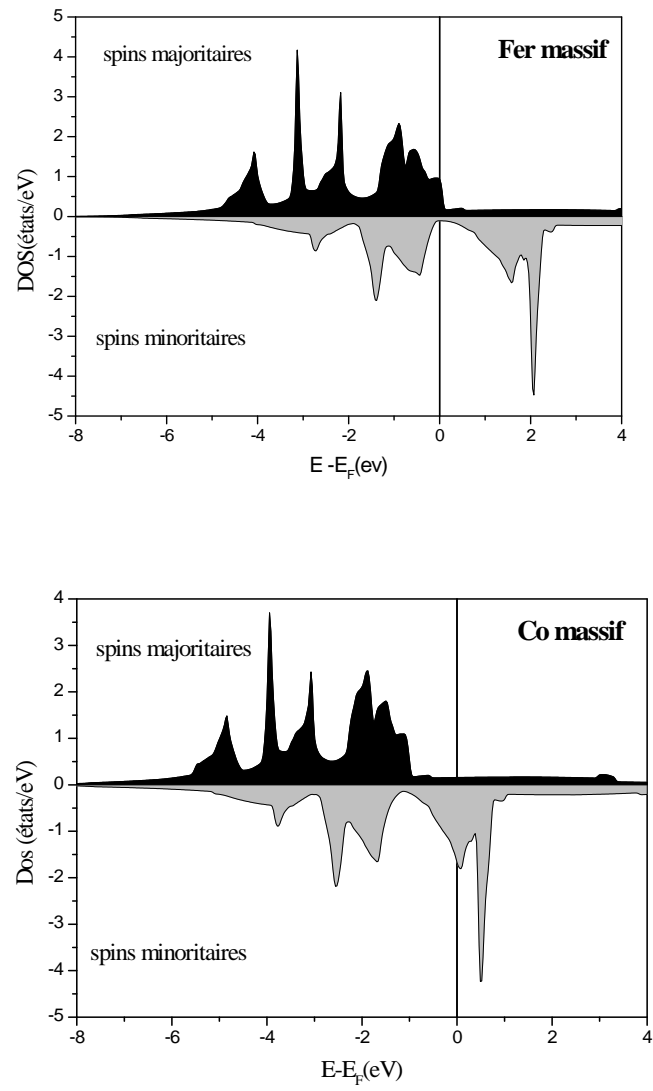 5
4
3
2
1
0
-1
-2
-3
-4
-5
DOS(états/eV)
spins majoritaires
Fer massif
spins minoritaires
-8 -6 -4 -2 0 2 4
E -E_F(ev)
4
3
2
1
0
-1
-2
-3
-4
-5
Dos (états/eV)
spins majoritaires
Co massif
spins minoritaires
-8 -6 -4 -2 0 2 4
E-E_F(eV)